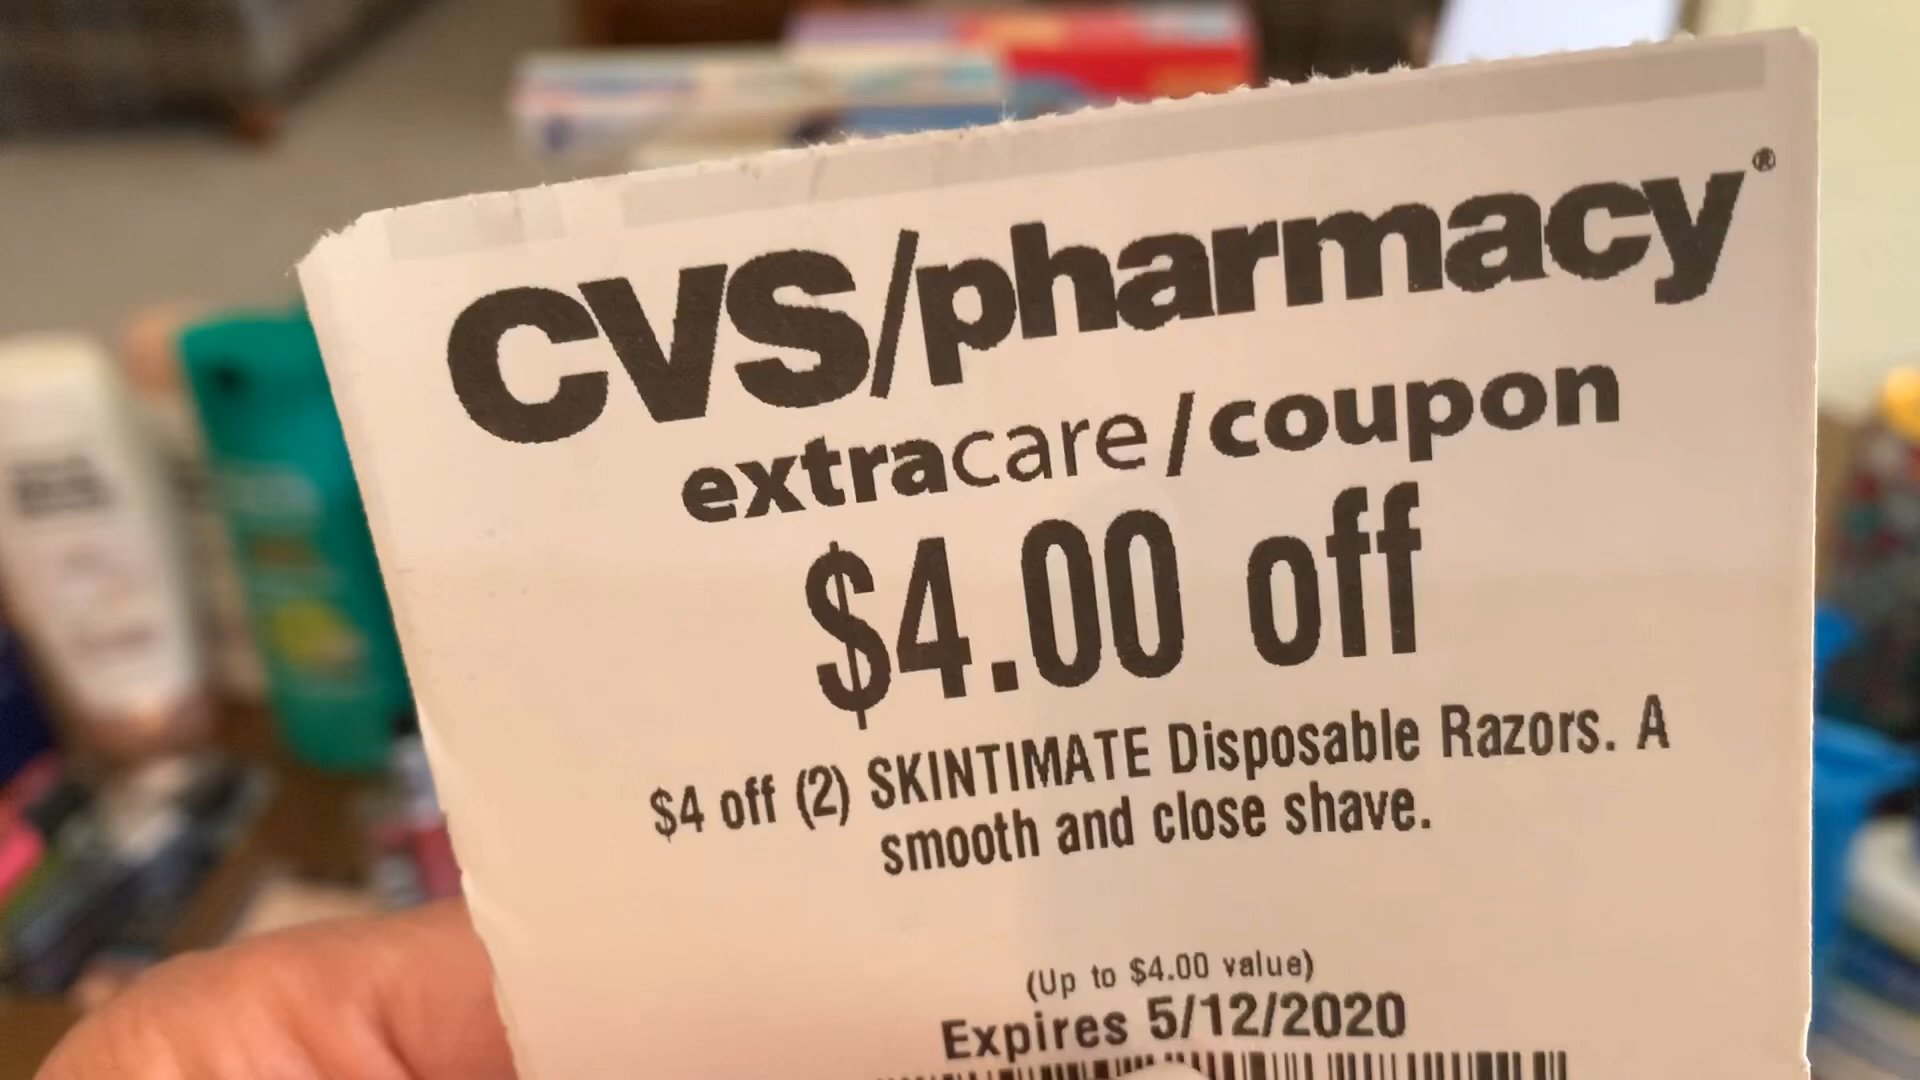 CVS/pharmacy®
extracare/coupon
$4.00 off
$4 off (2) SKINTIMATE Disposable Razors. A
smooth and close shave.
(Up to $4.00 value)
Expires 5/12/2020